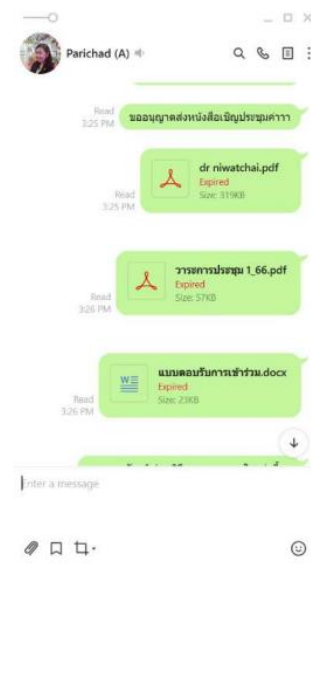 Parichad (A)
Read
3:25 PM
ขออนุญาตส่งหนังสือเชิญประชุมค่าาา
dr niwatchai.pdf
Expired
Size: 319KB
Read
3:25 PM
วาระการประชุม 1_66.pdf
Expired
Size: 57KB
Read
3:26 PM
W
แบบตอบรับการเข้าร่วม.docx
Expired
Size: 23KB
Read
3:26 PM
Enter a message